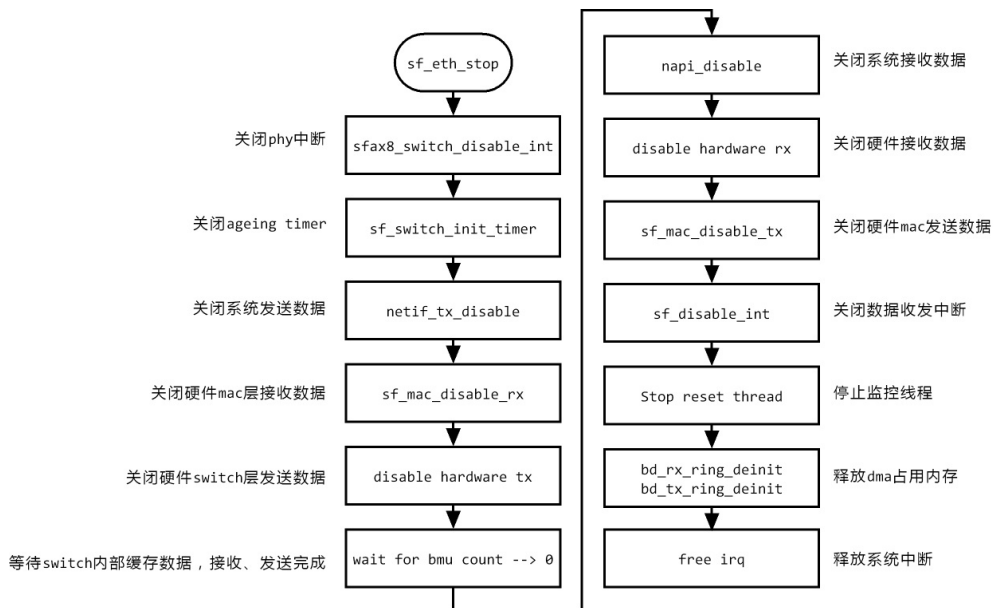 sf_eth_stop
关闭phy中断
sfax8_switch_disable_int
关闭ageing timer
sf_switch_init_timer
关闭系统发送数据
netif_tx_disable
关闭硬件mac层接收数据
sf_mac_disable_rx
关闭硬件switch层发送数据
disable hardware tx
等待switch内部缓存数据，接收、发送完成
wait for bmu count --> 0
napi_disable
关闭系统接收数据
disable hardware rx
关闭硬件接收数据
sf_mac_disable_tx
关闭硬件mac发送数据
sf_disable_int
关闭数据收发中断
Stop reset thread
停止监控线程
bd_rx_ring_deinit
bd_tx_ring_deinit
释放dma占用内存
free irq
释放系统中断